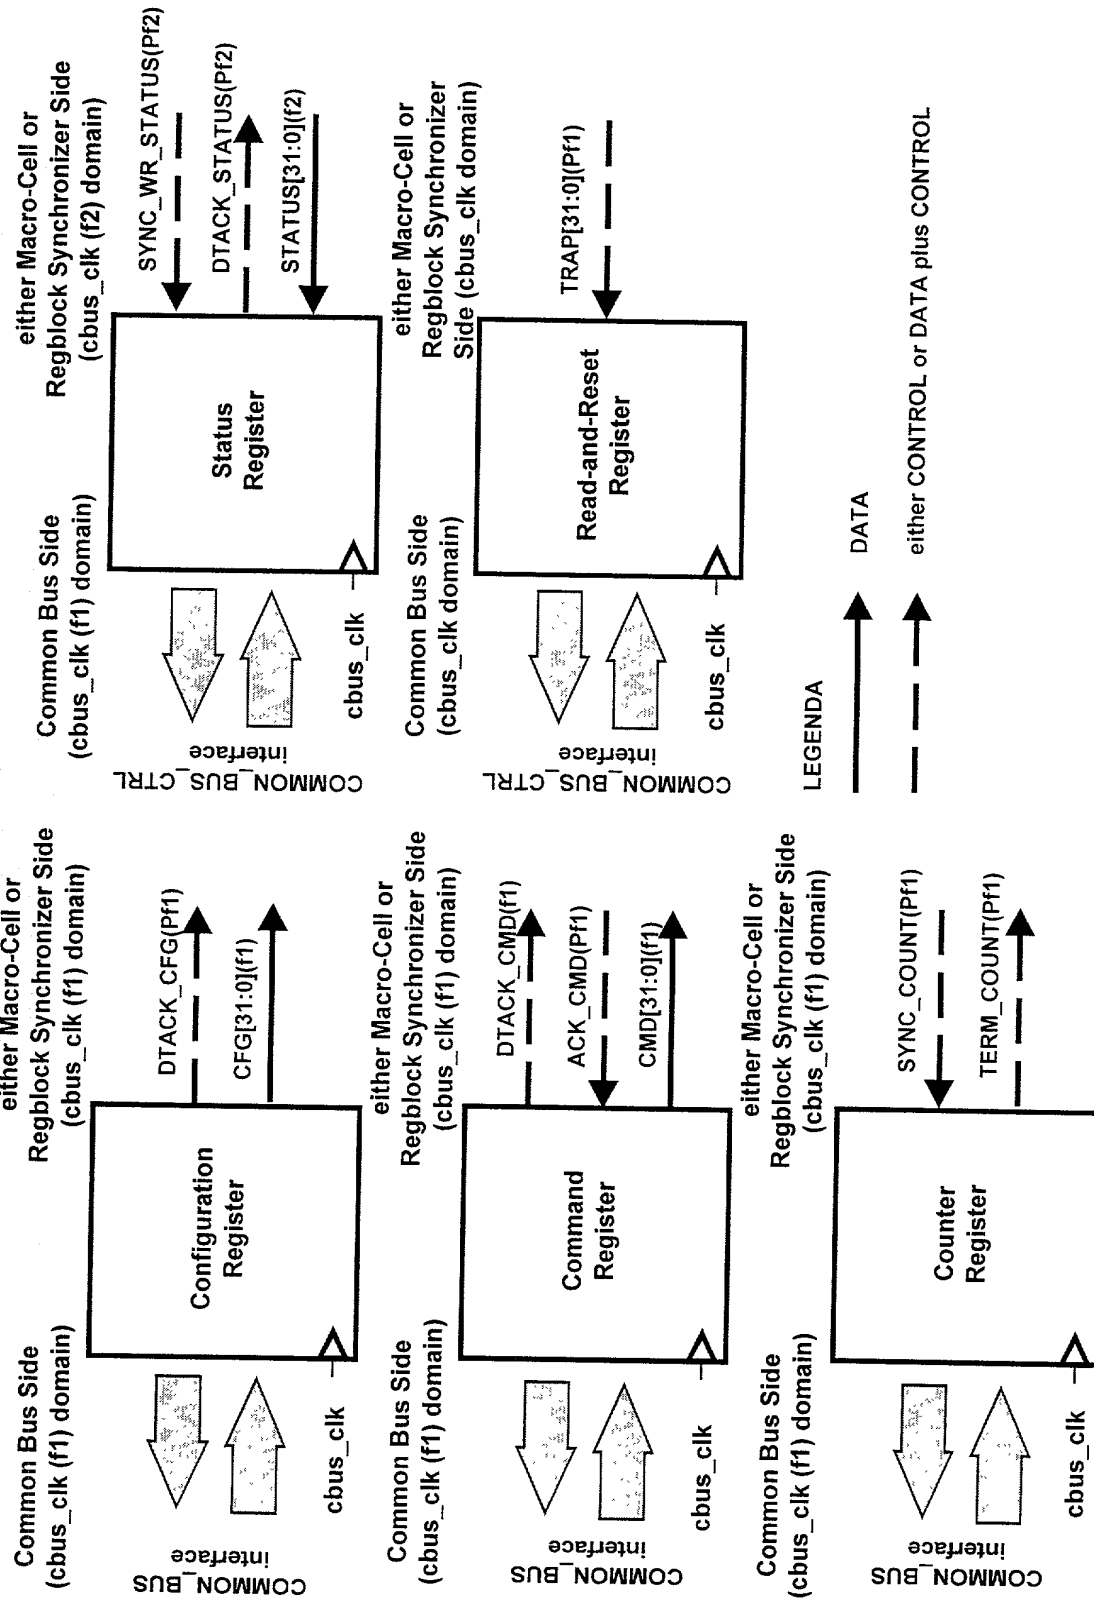 Common Bus Side
(cbus_clk (f1) domain)
either Macro-Cell or
Regblock Synchronizer Side
(cbus_clk (f1) domain)
COMMON_BUS
interface
Configuration
Register
DTACK_CFG(Pf1)
CFG[31:0](f1)
cbus_clk
Common Bus Side
(cbus_clk (f1) domain)
either Macro-Cell or
Regblock Synchronizer Side
(cbus_clk (f2) domain)
COMMON_BUS_CTRL
interface
Status
Register
SYNC_WR_STATUS(Pf2)
DTACK_STATUS(Pf2)
STATUS[31:0](f2)
cbus_clk
Common Bus Side
(cbus_clk (f1) domain)
either Macro-Cell or
Regblock Synchronizer Side
(cbus_clk (f1) domain)
COMMON_BUS
interface
Command
Register
DTACK_CMD(f1)
ACK_CMD(Pf1)
CMD[31:0](f1)
cbus_clk
Common Bus Side
(cbus_clk domain)
either Macro-Cell or
Regblock Synchronizer
Side (cbus_clk domain)
COMMON_BUS_CTRL
interface
Read-and-Reset
Register
TRAP[31:0](Pf1)
cbus_clk
Common Bus Side
(cbus_clk (f1) domain)
either Macro-Cell or
Regblock Synchronizer Side
(cbus_clk (f1) domain)
COMMON_BUS
interface
Counter
Register
SYNC_COUNT(Pf1)
TERM_COUNT(Pf1)
cbus_clk
LEGENDA
DATA
either CONTROL or DATA plus CONTROL